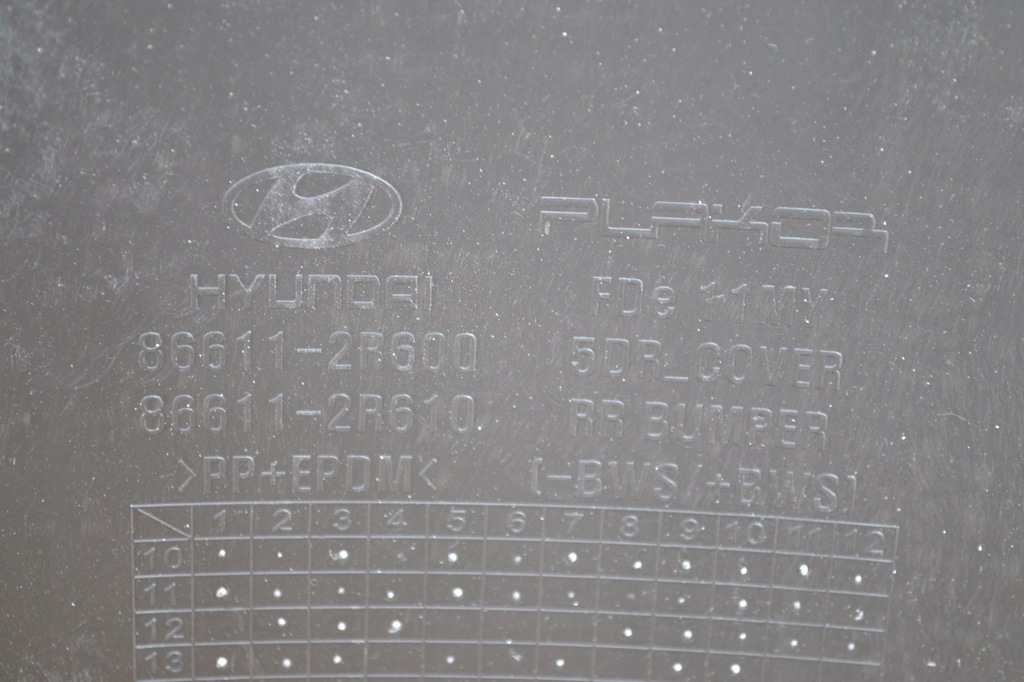 HYUNDAI
86611-2R600
86611-2R610
>PP+EPDM<
PLAKOR
FDe 11MY
5DR_COVER
RR BUMPER
(-BWS/+BWS)
1 2 3 4 5 6 7 8 9 10 11 12
10
11
12
13